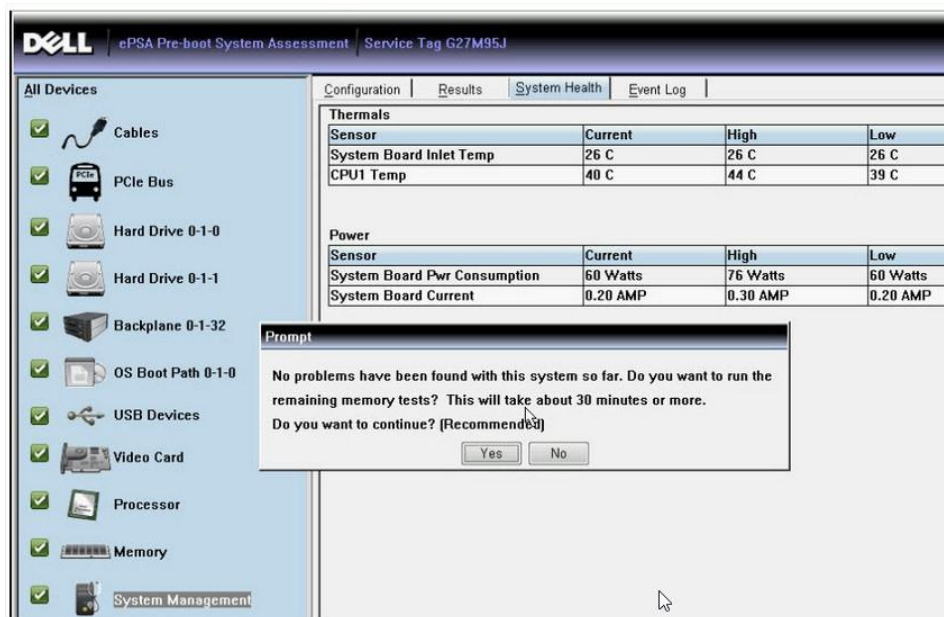 DELL ePSA Pre-boot System Assessment Service Tag G27M95J
All Devices
Cables
PCIe
PCIe Bus
Hard Drive 0-1-0
Hard Drive 0-1-1
Backplane 0-1-32
OS Boot Path 0-1-0
USB Devices
Video Card
Processor
Memory
System Management
Configuration Results System Health Event Log
Thermals
Sensor Current High Low
System Board Inlet Temp 26 C 26 C 26 C
CPU1 Temp 40 C 44 C 39 C
Power
Sensor Current High Low
System Board Pwr Consumption 60 Watts 76 Watts 60 Watts
System Board Current 0.20 AMP 0.30 AMP 0.20 AMP
Prompt
No problems have been found with this system so far. Do you want to run the
remaining memory tests? This will take about 30 minutes or more.
Do you want to continue? (Recommended)
Yes No